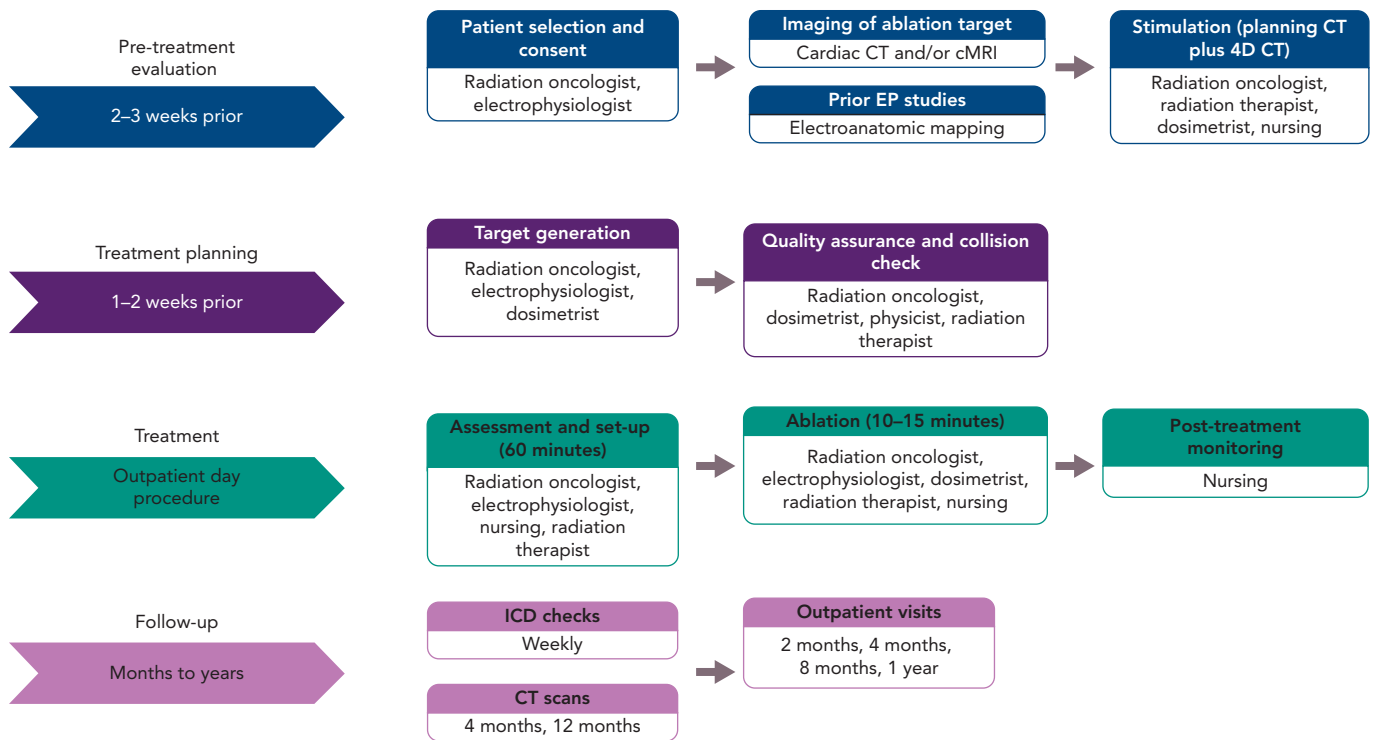 Pre-treatment
evaluation
2–3 weeks prior
Patient selection and
consent
Radiation oncologist,
electrophysiologist
Imaging of ablation target
Cardiac CT and/or cMRI
Prior EP studies
Electroanatomic mapping
Stimulation (planning CT
plus 4D CT)
Radiation oncologist,
radiation therapist,
dosimetrist, nursing
Treatment planning
1–2 weeks prior
Target generation
Radiation oncologist,
electrophysiologist,
dosimetrist
Quality assurance and collision
check
Radiation oncologist,
dosimetrist, physicist, radiation
therapist
Treatment
Outpatient day
procedure
Assessment and set-up
(60 minutes)
Radiation oncologist,
electrophysiologist,
nursing, radiation
therapist
Ablation (10–15 minutes)
Radiation oncologist,
electrophysiologist, dosimetrist,
radiation therapist, nursing
Post-treatment
monitoring
Nursing
Follow-up
Months to years
ICD checks
Weekly
CT scans
4 months, 12 months
Outpatient visits
2 months, 4 months,
8 months, 1 year